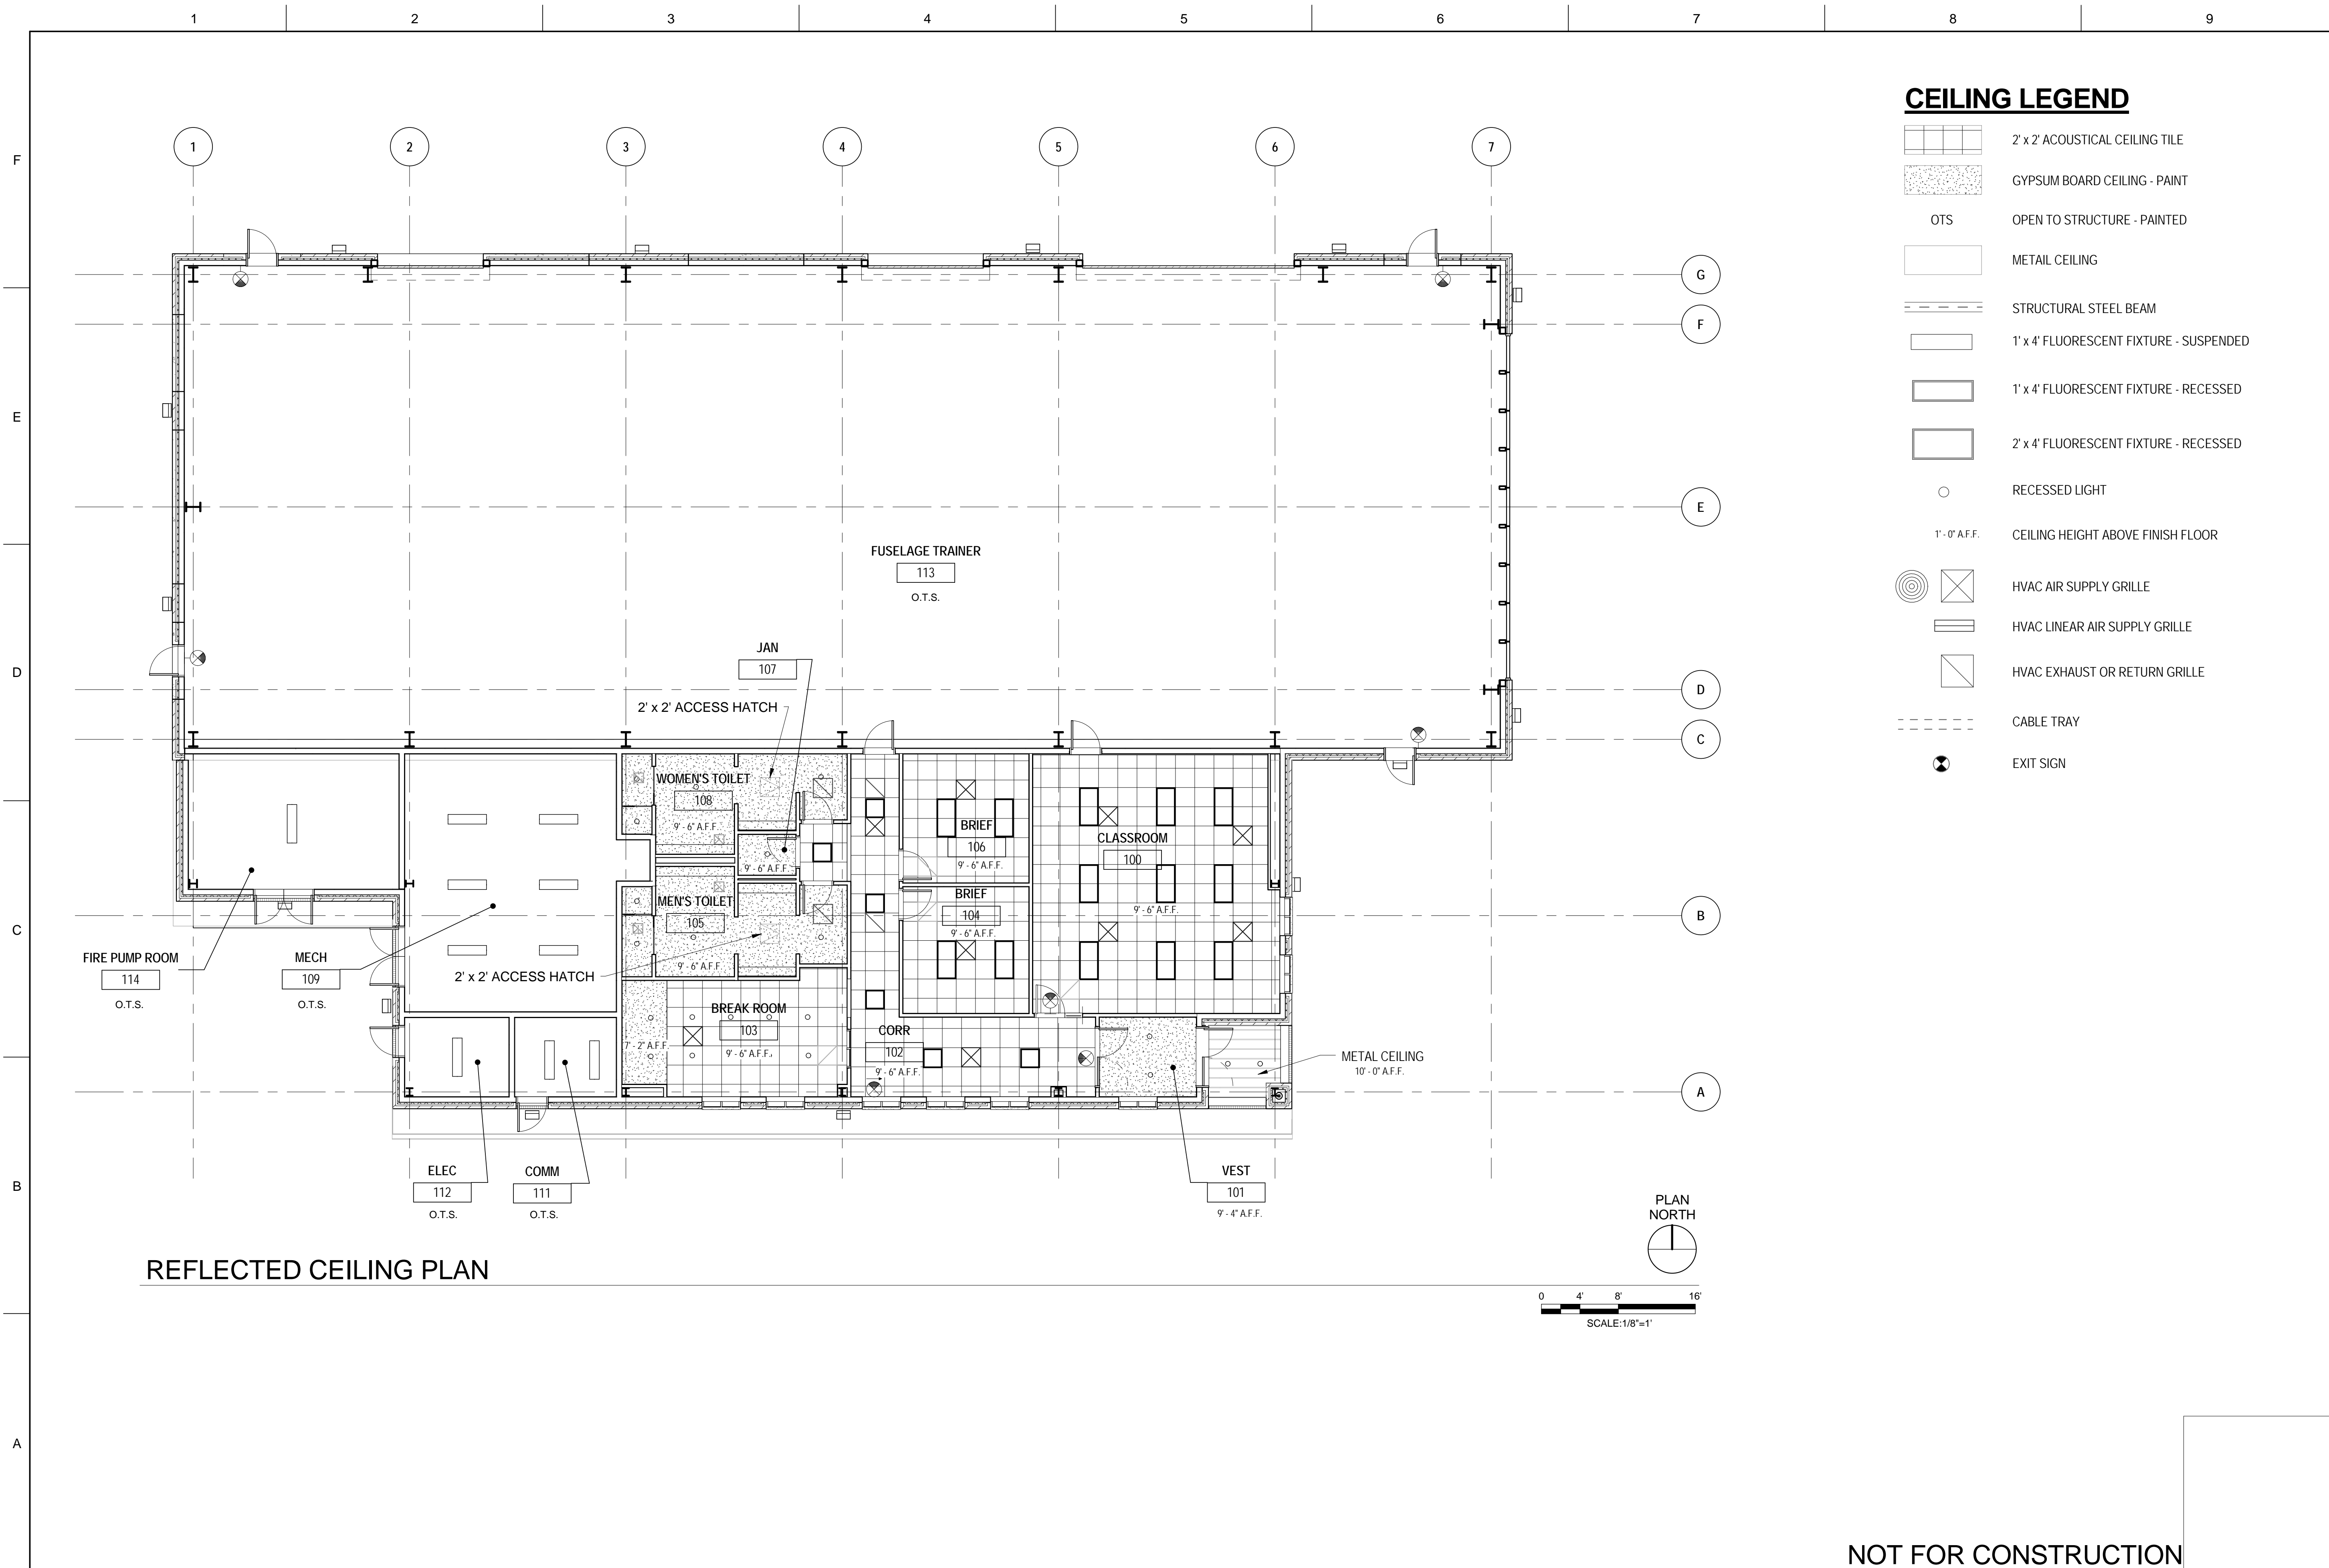 1 2 3 4 5 6 7 8 9
F
E
D
C
B
A
1 2 3 4 5 6 7
G
F
E
D
C
B
A
FUSELAGE TRAINER
113
O.T.S.
JAN
107
2' x 2' ACCESS HATCH
WOMEN'S TOILET
108
9' - 6" A.F.F.
9' - 6" A.F.F.
MEN'S TOILET
105
9' - 6" A.F.F.
2' x 2' ACCESS HATCH
BRIEF
106
9' - 6" A.F.F.
BRIEF
104
9' - 6" A.F.F.
CLASSROOM
100
9' - 6" A.F.F.
FIRE PUMP ROOM
114
O.T.S.
MECH
109
O.T.S.
BREAK ROOM
103
9' - 6" A.F.F.
7' - 2" A.F.F.
CORR
102
9' - 6" A.F.F.
METAL CEILING
10' - 0" A.F.F.
ELEC
112
O.T.S.
COMM
111
O.T.S.
VEST
101
9' - 4" A.F.F.
PLAN
NORTH
REFLECTED CEILING PLAN
0 4' 8' 16'
SCALE:1/8"=1'
CEILING LEGEND
2' x 2' ACOUSTICAL CEILING TILE
GYPSUM BOARD CEILING - PAINT
OTS OPEN TO STRUCTURE - PAINTED
METAIL CEILING
STRUCTURAL STEEL BEAM
1' x 4' FLUORESCENT FIXTURE - SUSPENDED
1' x 4' FLUORESCENT FIXTURE - RECESSED
2' x 4' FLUORESCENT FIXTURE - RECESSED
RECESSED LIGHT
1' - 0" A.F.F. CEILING HEIGHT ABOVE FINISH FLOOR
HVAC AIR SUPPLY GRILLE
HVAC LINEAR AIR SUPPLY GRILLE
HVAC EXHAUST OR RETURN GRILLE
CABLE TRAY
EXIT SIGN
NOT FOR CONSTRUCTION